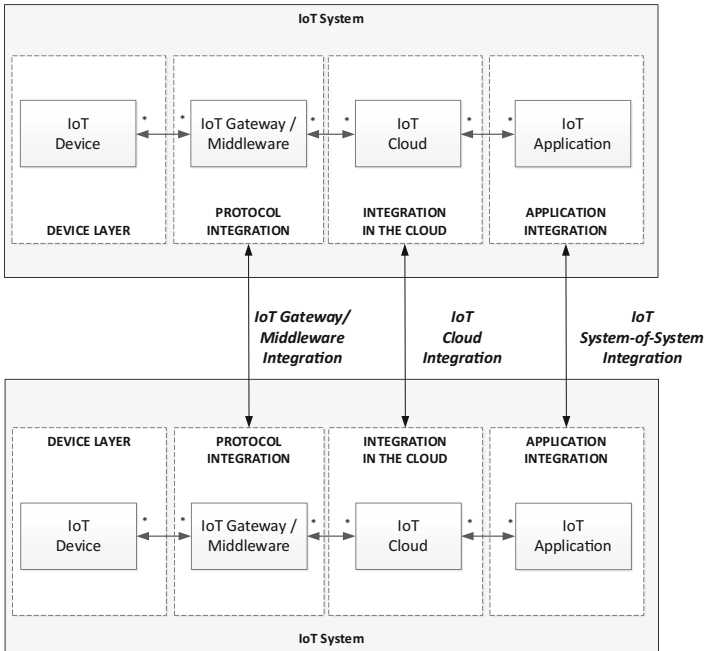 IoT System
IoT
Device
* *
IoT Gateway /
Middleware
* *
IoT
Cloud
* *
IoT
Application
DEVICE LAYER
PROTOCOL
INTEGRATION
INTEGRATION
IN THE CLOUD
APPLICATION
INTEGRATION
IoT Gateway/
Middleware
Integration
IoT
Cloud
Integration
IoT
System-of-System
Integration
DEVICE LAYER
PROTOCOL
INTEGRATION
INTEGRATION
IN THE CLOUD
APPLICATION
INTEGRATION
IoT
Device
* *
IoT Gateway /
Middleware
* *
IoT
Cloud
* *
IoT
Application
IoT System